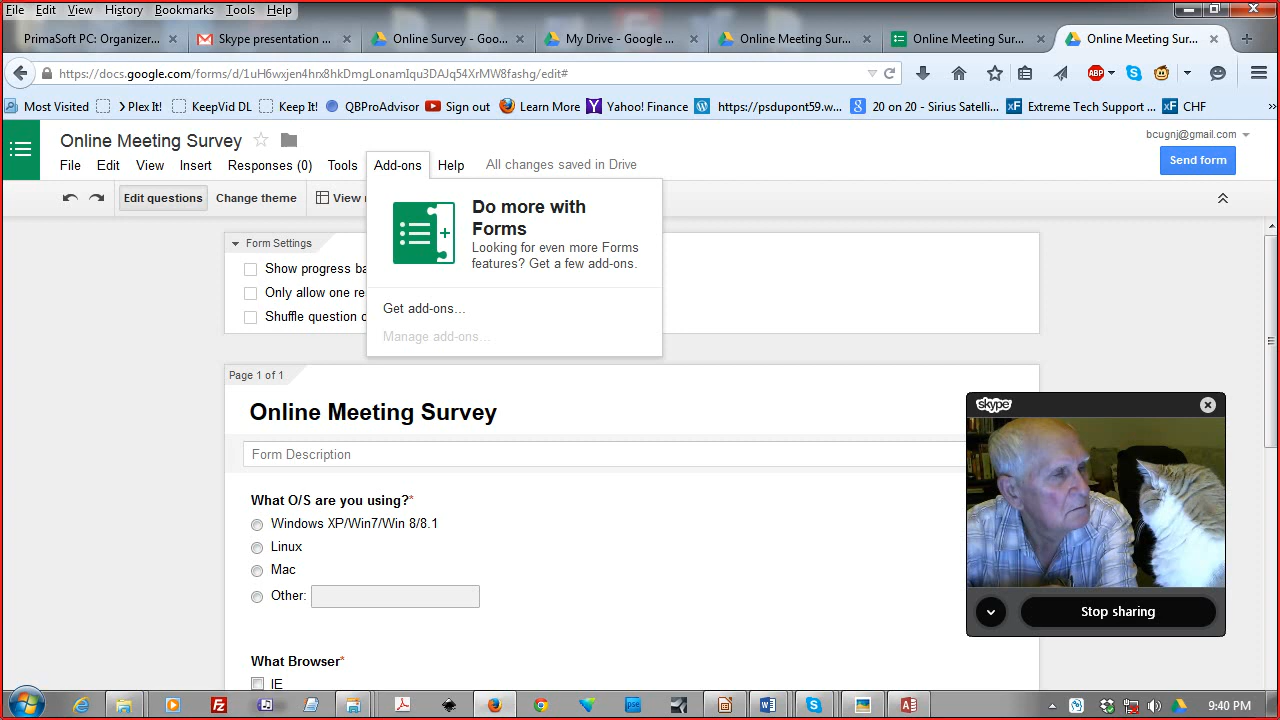 File Edit View History Bookmarks Tools Help
PrimaSoft PC: Organizer...
Skype presentation ...
Online Survey - Goo...
My Drive - Google ...
Online Meeting Sur...
Online Meeting Sur...
Online Meeting Sur...
https://docs.google.com/forms/d/1uH6wxjen4hrx8hkDmgLonamIqu3DAJq54XrMW8fashg/edit#
ABP
Most Visited
> Plex It!
KeepVid DL
Keep It!
QBProAdvisor
Sign out
Learn More
Yahoo! Finance
https://psdupont59.w...
20 on 20 - Sirius Satelli...
Extreme Tech Support ...
CHF
Online Meeting Survey
bcugnj@gmail.com
File Edit View Insert Responses (0) Tools Add-ons Help All changes saved in Drive
Send form
Edit questions Change theme View r
Do more with
Forms
Looking for even more Forms
features? Get a few add-ons.
Get add-ons...
Manage add-ons...
Form Settings
Show progress ba
Only allow one re
Shuffle question o
Page 1 of 1
Online Meeting Survey
Form Description
What O/S are you using?*
Windows XP/Win7/Win 8/8.1
Linux
Mac
Other:
What Browser*
IE
skype
Stop sharing
9:40 PM